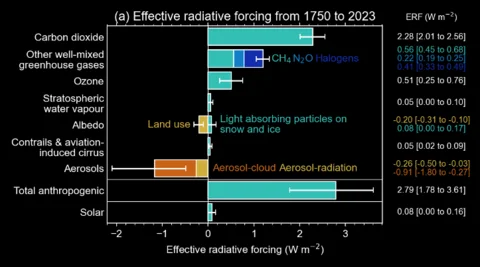 (a) Effective radiative forcing from 1750 to 2023
ERF (W m−2)
Carbon dioxide
2.28 [2.01 to 2.56]
Other well-mixed
greenhouse gases
CH4 N2O Halogens
0.56 [0.45 to 0.68]
0.22 [0.19 to 0.25]
0.41 [0.33 to 0.49]
Ozone
0.51 [0.25 to 0.76]
Stratospheric
water vapour
0.05 [0.00 to 0.10]
Albedo
Land use
Light absorbing particles on
snow and ice
-0.20 [-0.31 to -0.10]
0.08 [0.00 to 0.17]
Contrails & aviation-
induced cirrus
0.05 [0.02 to 0.09]
Aerosols
Aerosol-cloud Aerosol-radiation
-0.26 [-0.50 to -0.03]
-0.91 [-1.80 to -0.27]
Total anthropogenic
2.79 [1.78 to 3.61]
Solar
0.08 [0.00 to 0.16]
−2 −1 0 1 2 3
Effective radiative forcing (W m−2)